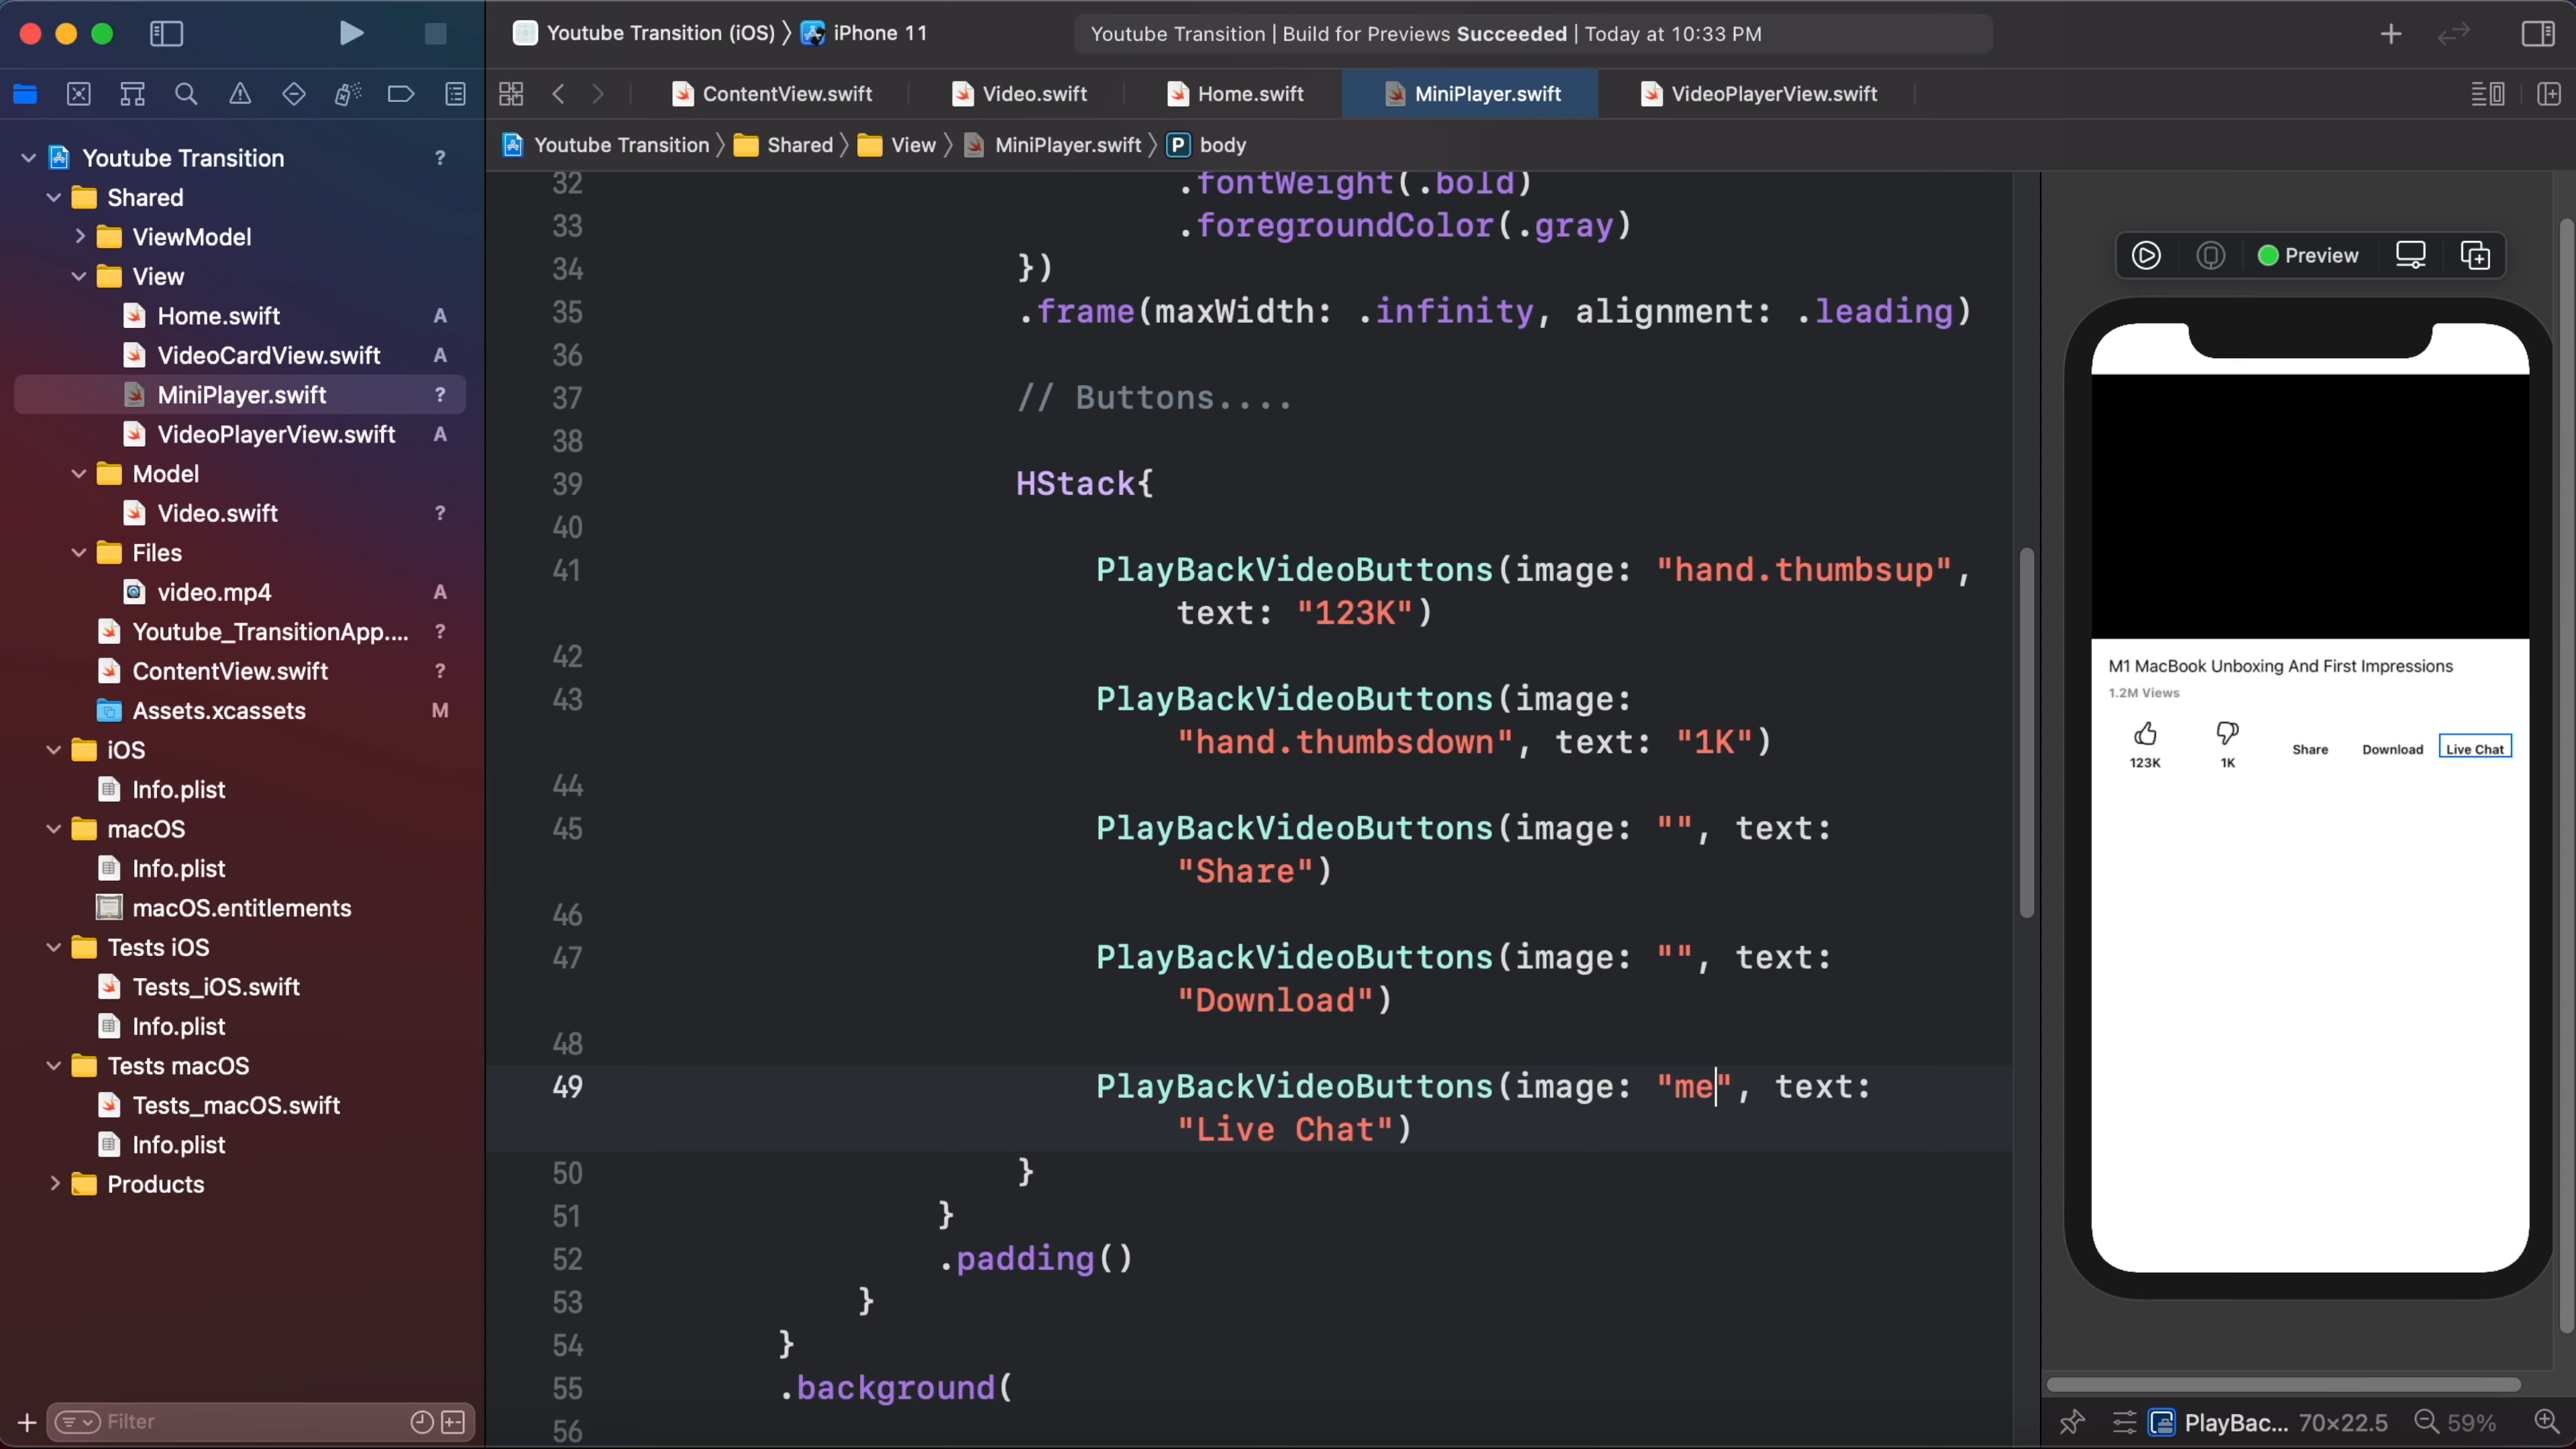 Youtube Transition (iOS) 〉 iPhone 11
Youtube Transition | Build for Previews Succeeded | Today at 10:33 PM
ContentView.swift
Video.swift
Home.swift
MiniPlayer.swift
VideoPlayerView.swift
Youtube Transition 〉 Shared 〉 View 〉 MiniPlayer.swift 〉 P body
Youtube Transition ?
Shared
ViewModel
View
Home.swift A
VideoCardView.swift A
MiniPlayer.swift ?
VideoPlayerView.swift A
Model
Video.swift ?
Files
video.mp4 A
Youtube_TransitionApp.... ?
ContentView.swift ?
Assets.xcassets M
iOS
Info.plist
macOS
Info.plist
macOS.entitlements
Tests iOS
Tests_iOS.swift
Info.plist
Tests macOS
Tests_macOS.swift
Info.plist
Products
Filter
32 .fontWeight(.bold)
33 .foregroundColor(.gray)
34 })
35 .frame(maxWidth: .infinity, alignment: .leading)
36
37 // Buttons....
38
39 HStack{
40
41 PlayBackVideoButtons(image: "hand.thumbsup",
text: "123K")
42
43 PlayBackVideoButtons(image:
"hand.thumbsdown", text: "1K")
44
45 PlayBackVideoButtons(image: "", text:
"Share")
46
47 PlayBackVideoButtons(image: "", text:
"Download")
48
49 PlayBackVideoButtons(image: "me", text:
"Live Chat")
50 }
51 }
52 .padding()
53 }
54 }
55 .background(
56
Preview
M1 MacBook Unboxing And First Impressions
1.2M Views
123K
1K
Share
Download
Live Chat
PlayBac... 70×22.5 59%